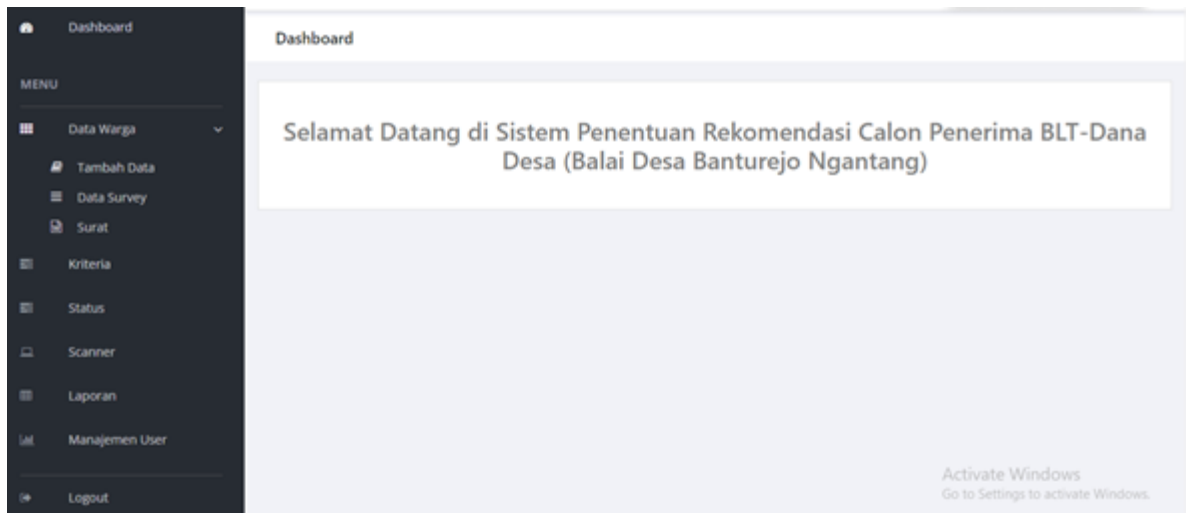 Dashboard
MENU
Data Warga
Tambah Data
Data Survey
Surat
Kriteria
Status
Scanner
Laporan
Manajemen User
Logout
Dashboard
Selamat Datang di Sistem Penentuan Rekomendasi Calon Penerima BLT-Dana
Desa (Balai Desa Banturejo Ngantang)
Activate Windows
Go to Settings to activate Windows.